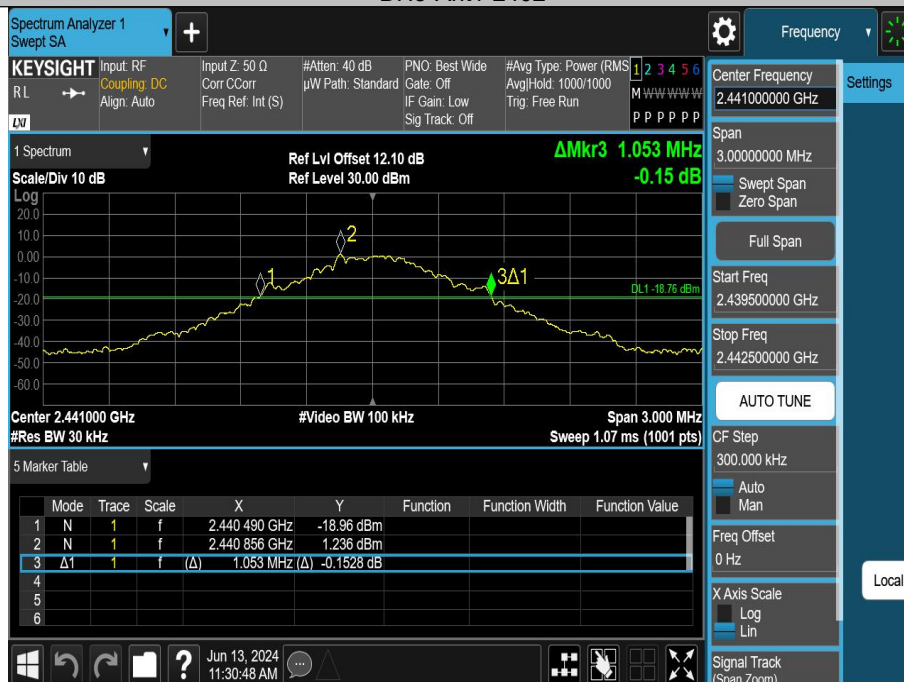 Spectrum Analyzer 1
Swept SA
+
Frequency
KEYSIGHT
RL
LXI
Input: RF
Coupling: DC
Align: Auto
Input Z: 50 Ω
Corr CCorr
Freq Ref: Int (S)
#Atten: 40 dB
µW Path: Standard
PNO: Best Wide
Gate: Off
IF Gain: Low
Sig Track: Off
#Avg Type: Power (RMS
Avg|Hold: 1000/1000
Trig: Free Run
1 2 3 4 5 6
M W W W W W
P P P P P P
1 Spectrum
Scale/Div 10 dB
Ref Lvl Offset 12.10 dB
Ref Level 30.00 dBm
ΔMkr3 1.053 MHz
-0.15 dB
Log
20.0
10.0
0.00
-10.0
-20.0
-30.0
-40.0
-50.0
-60.0
1
2
3Δ1
DL1 -18.76 dBm
Center 2.441000 GHz
#Video BW 100 kHz
Span 3.000 MHz
#Res BW 30 kHz
Sweep 1.07 ms (1001 pts)
5 Marker Table
Mode Trace Scale X Y Function Function Width Function Value
1 N 1 f 2.440 490 GHz -18.96 dBm
2 N 1 f 2.440 856 GHz 1.236 dBm
3 Δ1 1 f (Δ) 1.053 MHz (Δ) -0.1528 dB
4
5
6
?
Jun 13, 2024
11:30:48 AM
Center Frequency
2.441000000 GHz
Settings
Span
3.00000000 MHz
Swept Span
Zero Span
Full Span
Start Freq
2.439500000 GHz
Stop Freq
2.442500000 GHz
AUTO TUNE
CF Step
300.000 kHz
Auto
Man
Freq Offset
0 Hz
Local
X Axis Scale
Log
Lin
Signal Track
(Span Zoom)